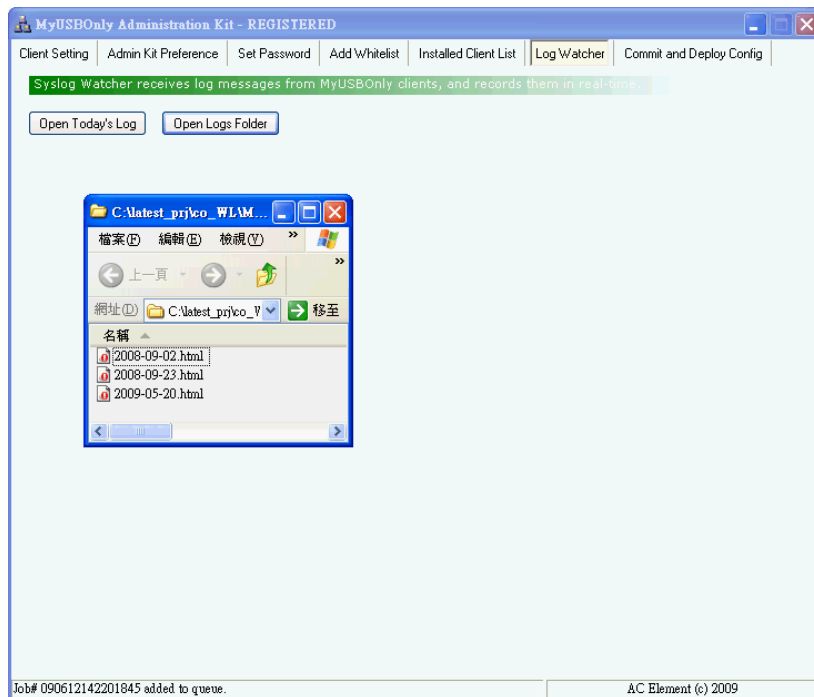 MyUSBOnly Administration Kit - REGISTERED
Client Setting Admin Kit Preference Set Password Add Whitelist Installed Client List Log Watcher Commit and Deploy Config
Syslog Watcher receives log messages from MyUSBOnly clients, and records them in real-time.
Open Today's Log Open Logs Folder
C:\latest_prj\co_WL\M...
檔案(F) 編輯(E) 檢視(V) »
上一頁 »
網址(D) C:\latest_prj\co_W 移至
名稱
2008-09-02.html
2008-09-23.html
2009-05-20.html
Job# 090612142201845 added to queue. AC Element (c) 2009